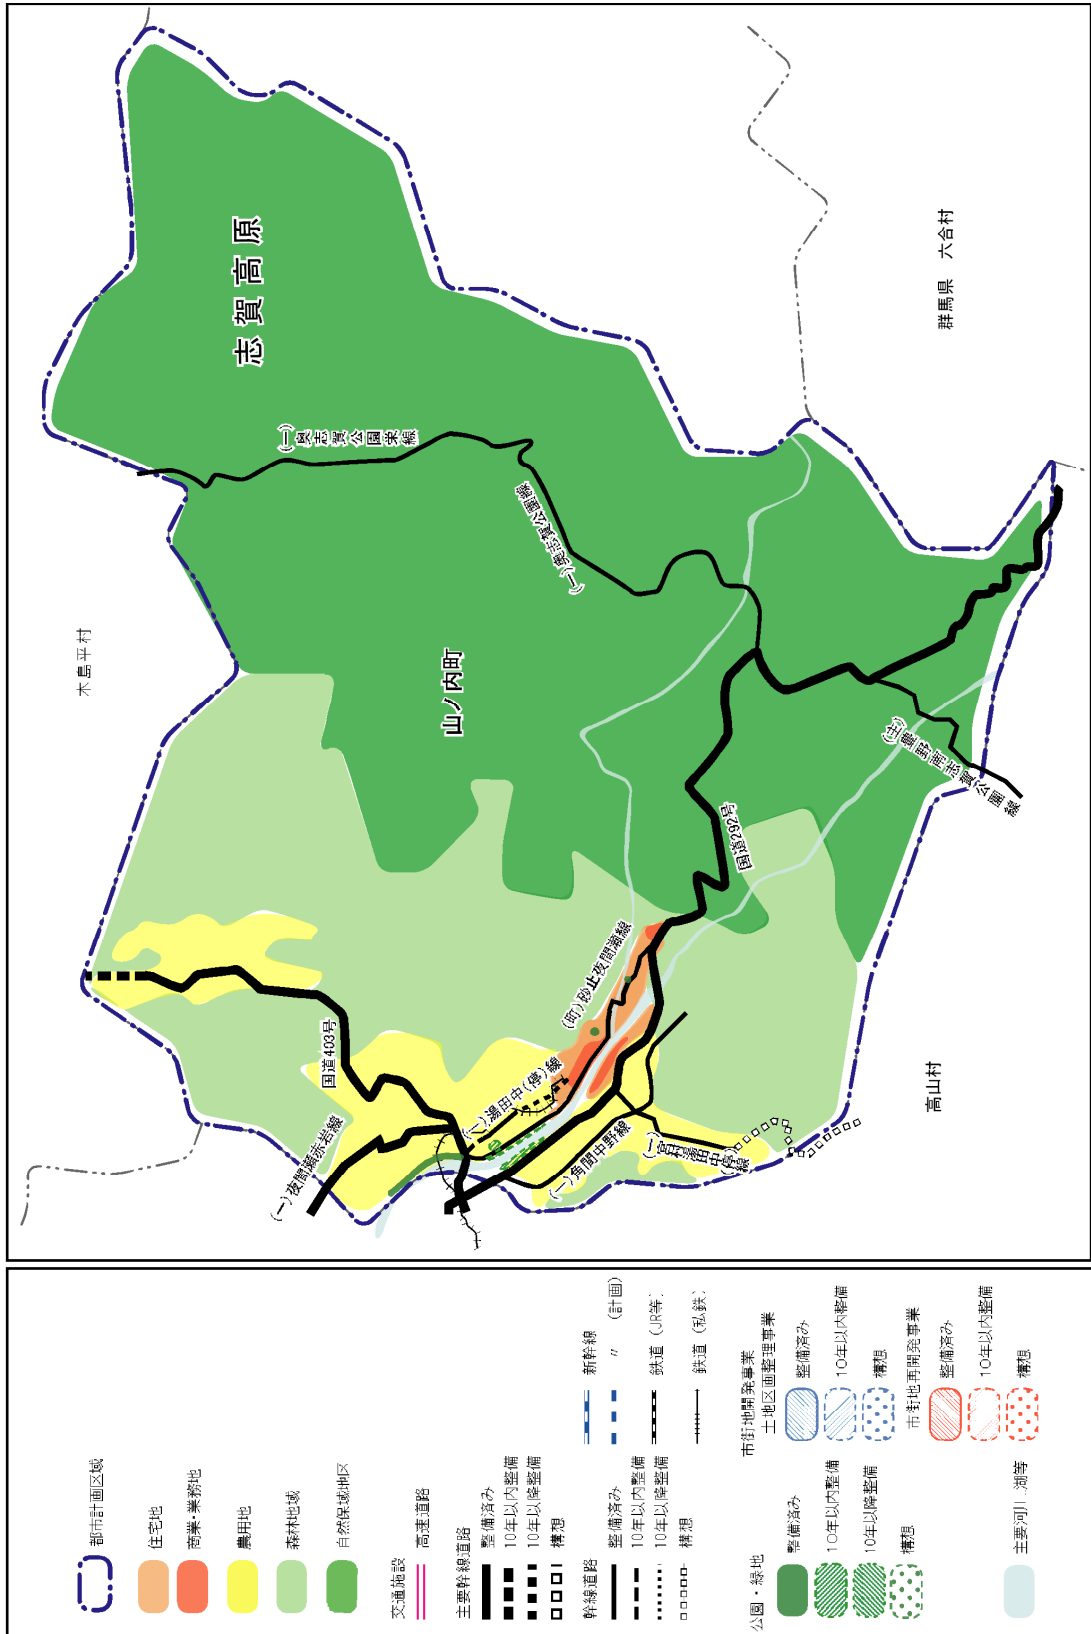 志賀高原
山ノ内町
木島平村
群馬県　六合村
高山村
(一)奥志賀公園栄線
(一)奥志賀公園線
国道292号
(主)豊野南志賀公園線
(町)砂止夜間瀬線
国道403号
(一)湯田中(停)線
(一)夜間瀬赤岩線
(一)角間中野線
(一)宮村湯田中(停)線
都市計画区域
住宅地
商業・業務地
農用地
森林地域
自然保域地区
交通施設
高速道路
主要幹線道路
整備済み
10年以内整備
10年以降整備
構想
幹線道路
整備済み
10年以内整備
10年以降整備
構想
新幹線
〃　(計画)
鉄道 (JR等)
鉄道 (私鉄)
公園・緑地
整備済み
10年以内整備
10年以降整備
構想
市街地開発事業
土地区画整理事業
整備済み
10年以内整備
構想
市街地再開発事業
整備済み
10年以内整備
構想
主要河川、湖等